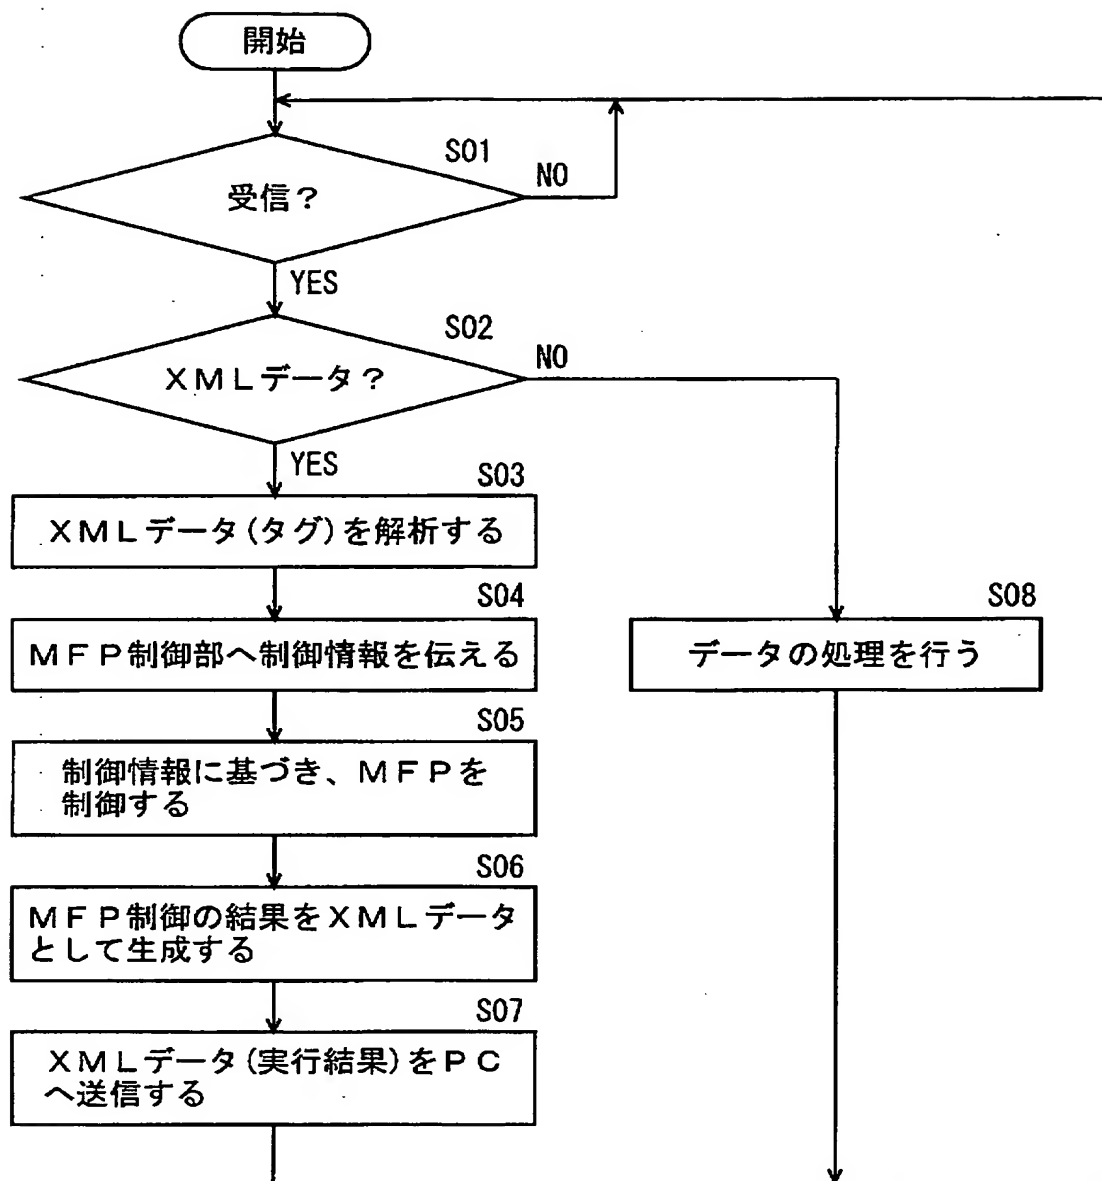 開始
S01
受信？
NO
YES
S02
ＸＭＬデータ？
NO
YES
S03
ＸＭＬデータ(タグ)を解析する
S04
ＭＦＰ制御部へ制御情報を伝える
S08
データの処理を行う
S05
制御情報に基づき、ＭＦＰを
制御する
S06
ＭＦＰ制御の結果をＸＭＬデータ
として生成する
S07
ＸＭＬデータ(実行結果)をＰＣ
へ送信する